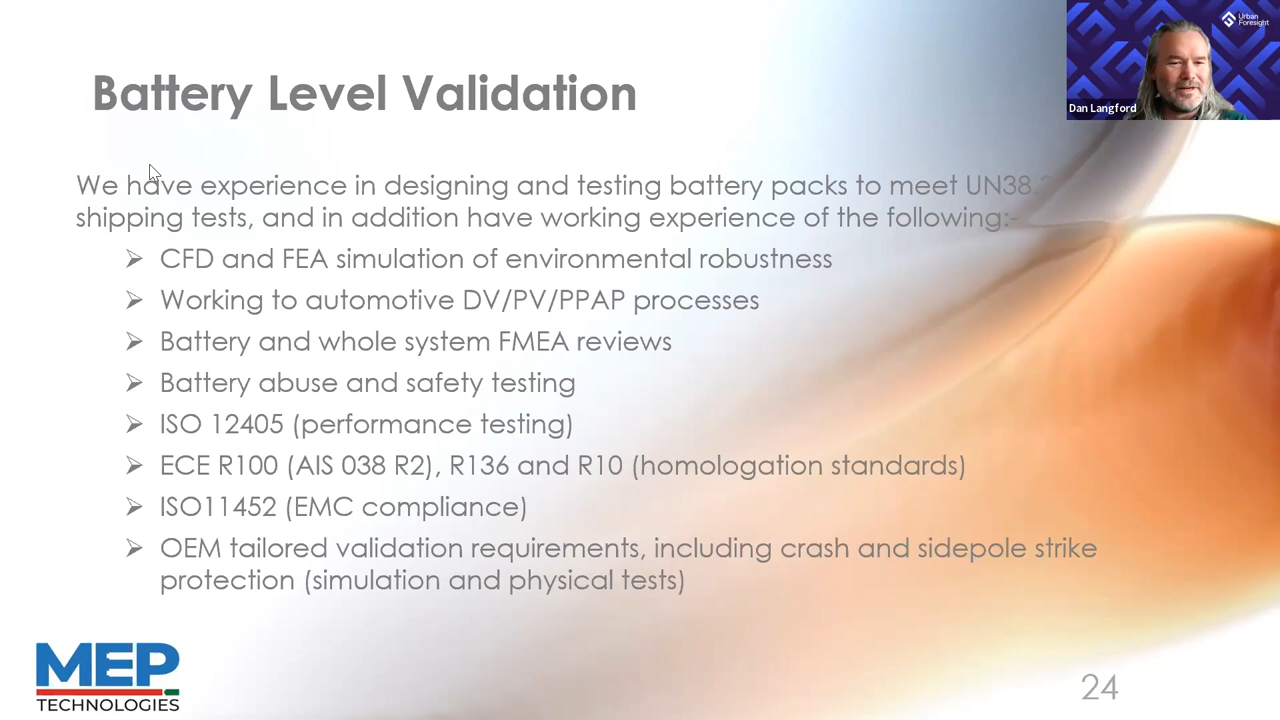 Urban
Foresight
Dan Langford
Battery Level Validation
We have experience in designing and testing battery packs to meet UN38.3
shipping tests, and in addition have working experience of the following:-
➢ CFD and FEA simulation of environmental robustness
➢ Working to automotive DV/PV/PPAP processes
➢ Battery and whole system FMEA reviews
➢ Battery abuse and safety testing
➢ ISO 12405 (performance testing)
➢ ECE R100 (AIS 038 R2), R136 and R10 (homologation standards)
➢ ISO11452 (EMC compliance)
➢ OEM tailored validation requirements, including crash and sidepole strike
protection (simulation and physical tests)
MEP
TECHNOLOGIES
24